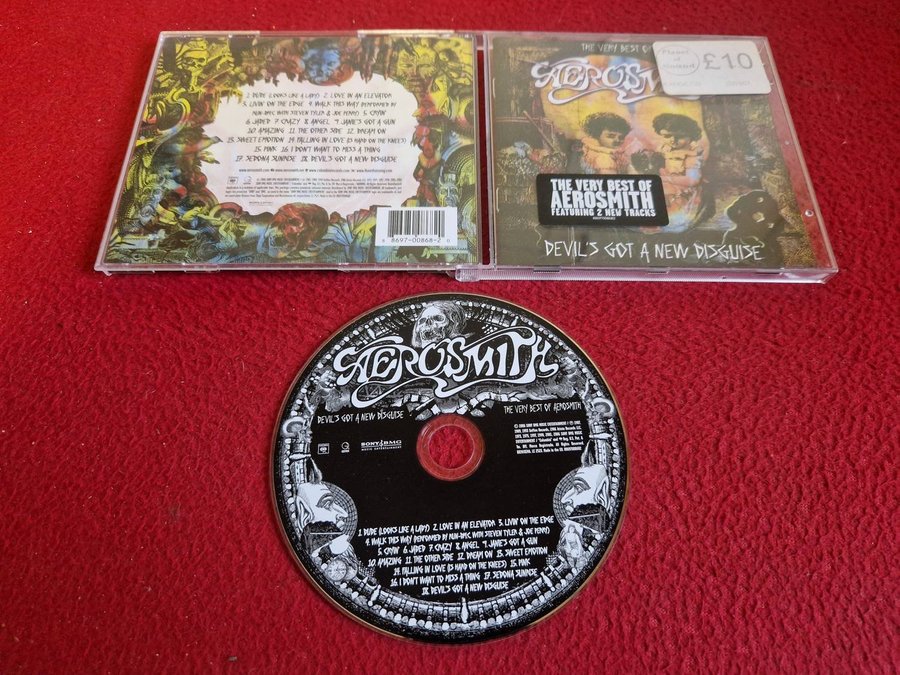 1. DUDE (LOOKS LIKE A LADY) 2. LOVE IN AN ELEVATOR
3. LIVIN' ON THE EDGE 4. WALK THIS WAY PERFORMED BY
RUN-DMC WITH STEVEN TYLER & JOE PERRY 5. CRYIN'
6. JADED 7. CRAZY 8. ANGEL 9. JANIE'S GOT A GUN
10. AMAZING 11. THE OTHER SIDE 12. DREAM ON
13. SWEET EMOTION 14. FALLING IN LOVE (IS HARD ON THE KNEES)
15. PINK 16. I DON'T WANT TO MISS A THING
17. SEDONA SUNRISE 18. DEVIL'S GOT A NEW DISGUISE
8 8697-00868-2 0
THE VERY BEST OF
AEROSMITH
£10
THE VERY BEST OF
AEROSMITH
FEATURING 2 NEW TRACKS
DEVIL'S GOT A NEW DISGUISE
AEROSMITH
DEVIL'S GOT A NEW DISGUISE
THE VERY BEST OF AEROSMITH
SONY BMG
MUSIC ENTERTAINMENT
1. DUDE (LOOKS LIKE A LADY) 2. LOVE IN AN ELEVATOR 3. LIVIN' ON THE EDGE
4. WALK THIS WAY (PERFORMED BY RUN-DMC WITH STEVEN TYLER & JOE PERRY)
5. CRYIN' 6. JADED 7. CRAZY 8. ANGEL 9. JANIE'S GOT A GUN
10. AMAZING 11. THE OTHER SIDE 12. DREAM ON 13. SWEET EMOTION
14. FALLING IN LOVE (IS HARD ON THE KNEES) 15. PINK
16. I DON'T WANT TO MISS A THING 17. SEDONA SUNRISE
18. DEVIL'S GOT A NEW DISGUISE